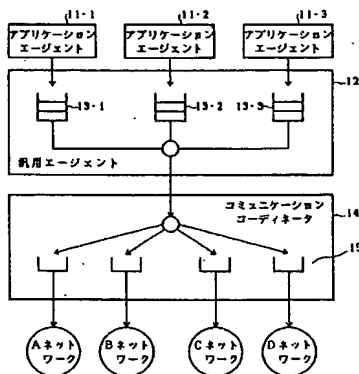 11-1
11-2
11-3
アプリケーション
エージェント
アプリケーション
エージェント
アプリケーション
エージェント
12
13-1
13-2
13-3
汎用エージェント
コミュニケーション
コーディネータ
14
15
Aネット
ワーク
Bネット
ワーク
Cネット
ワーク
Dネット
ワーク